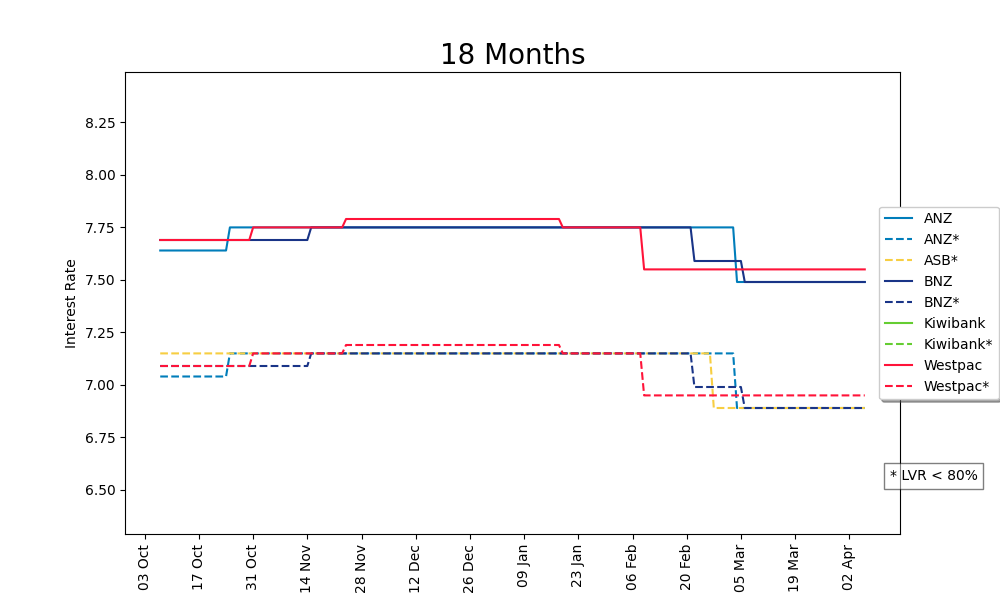 18 Months
8.25
8.00
7.75
7.50
7.25
7.00
6.75
6.50
Interest Rate
03 Oct
17 Oct
31 Oct
14 Nov
28 Nov
12 Dec
26 Dec
09 Jan
23 Jan
06 Feb
20 Feb
05 Mar
19 Mar
02 Apr
ANZ
ANZ*
ASB*
BNZ
BNZ*
Kiwibank
Kiwibank*
Westpac
Westpac*
* LVR < 80%